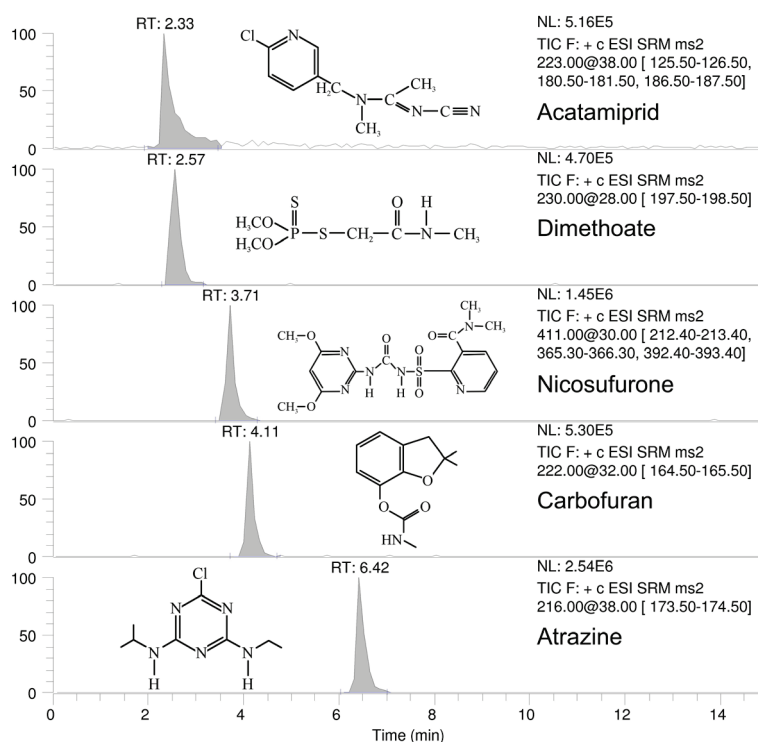 RT: 2.33
NL: 5.16E5
TIC F: + c ESI SRM ms2
223.00@38.00 [ 125.50-126.50,
180.50-181.50, 186.50-187.50]
Acatamiprid
100
50
0
Cl
N
H2C
N
C
CH3
N
C≡N
CH3
RT: 2.57
NL: 4.70E5
TIC F: + c ESI SRM ms2
230.00@28.00 [ 197.50-198.50]
Dimethoate
100
50
0
S
O
H
H3CO
H3CO
P
S
CH2
C
N
CH3
RT: 3.71
NL: 1.45E6
TIC F: + c ESI SRM ms2
411.00@30.00 [ 212.40-213.40,
365.30-366.30, 392.40-393.40]
Nicosufurone
100
50
0
CH3
O
N
N
O
CH3
N
H
O
N
H
O
S
O
N
O=C
N
CH3
CH3
RT: 4.11
NL: 5.30E5
TIC F: + c ESI SRM ms2
222.00@32.00 [ 164.50-165.50]
Carbofuran
100
50
0
O
O
O
HN
RT: 6.42
NL: 2.54E6
TIC F: + c ESI SRM ms2
216.00@38.00 [ 173.50-174.50]
Atrazine
100
50
0
Cl
N
N
N
N
H
N
H
0 2 4 6 8 10 12 14
Time (min)